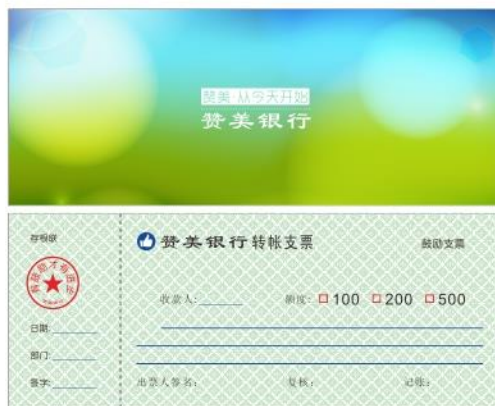 赞美·从今天开始
赞美银行
存根联
赞美银行转帐支票
鼓励支票
收款人:
额度: 100 200 500
日期:
部门:
签字:
出票人签名:
复核:
记账: